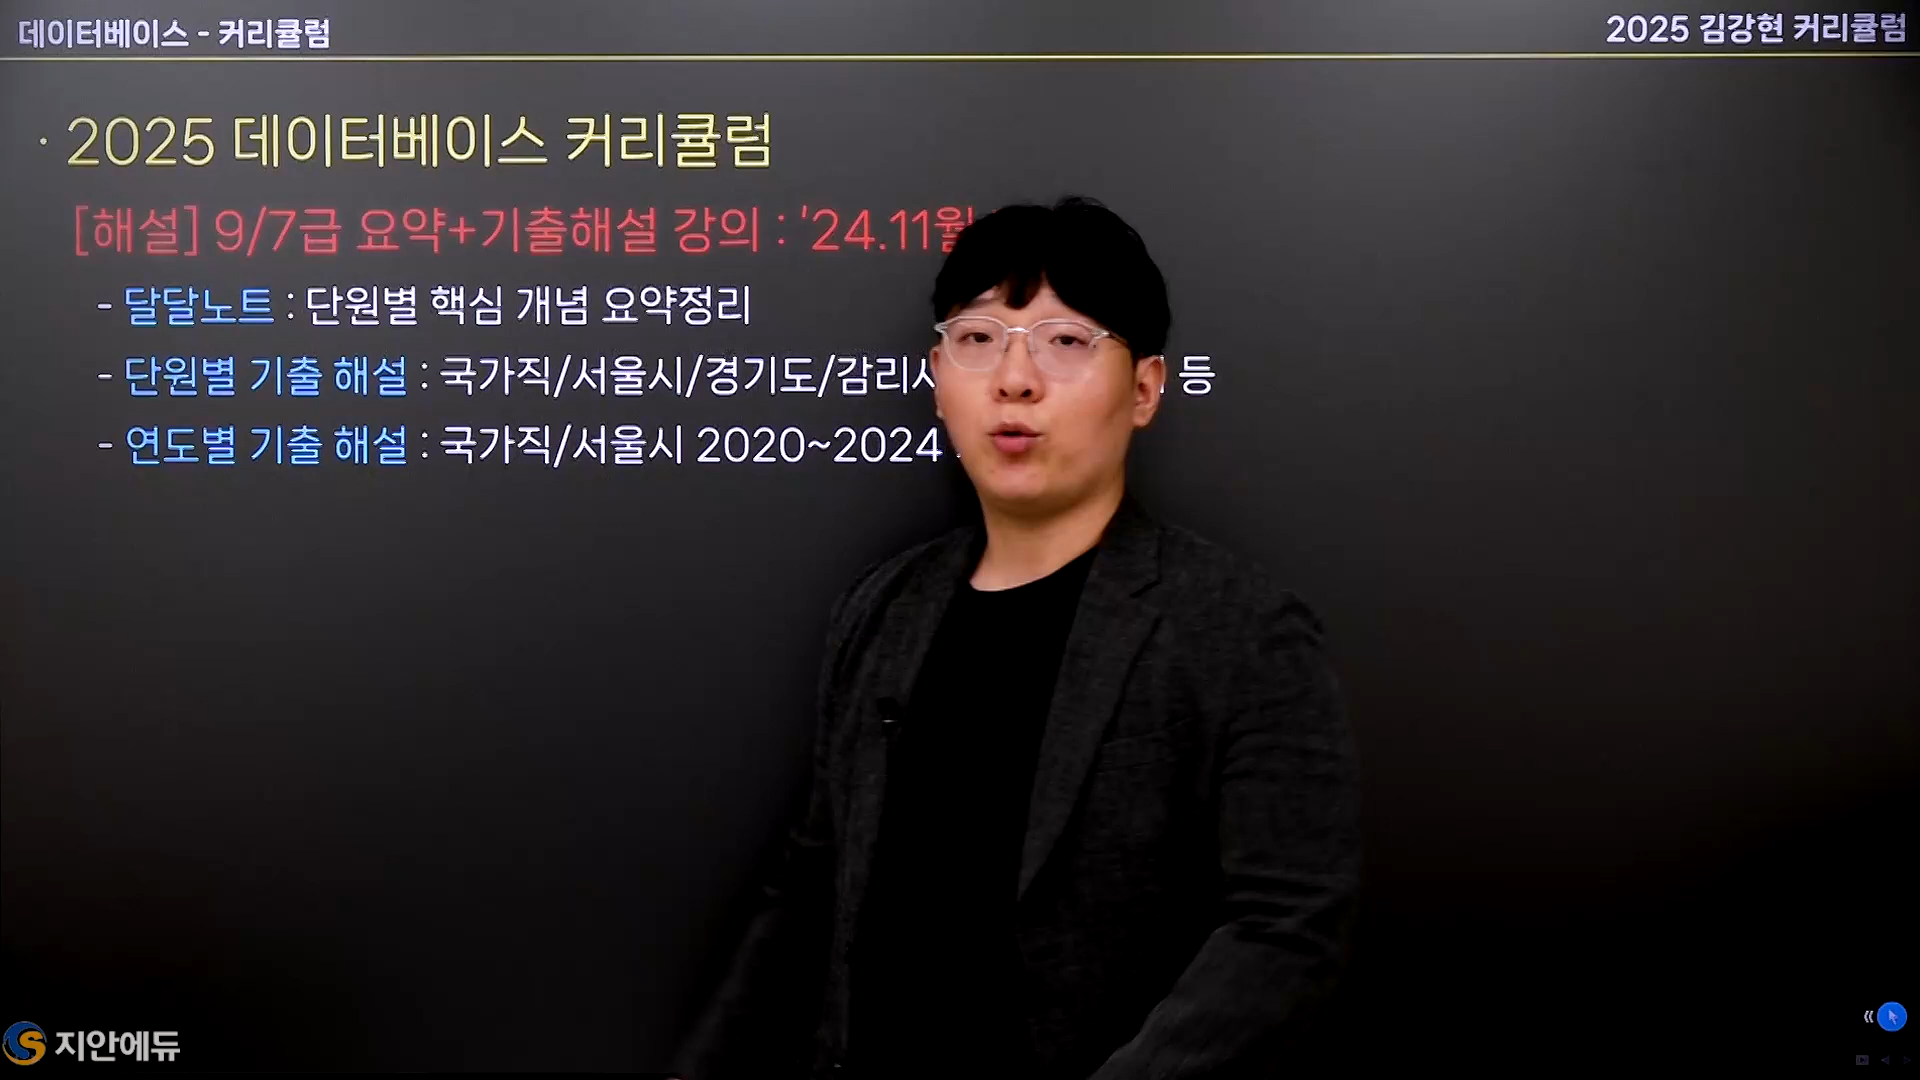 데이터베이스 - 커리큘럼
2025 김강현 커리큘럼
· 2025 데이터베이스 커리큘럼
[해설] 9/7급 요약+기출해설 강의 : '24.11월
- 달달노트 : 단원별 핵심 개념 요약정리
- 단원별 기출 해설 : 국가직/서울시/경기도/감리사 등
- 연도별 기출 해설 : 국가직/서울시 2020~2024
지안에듀